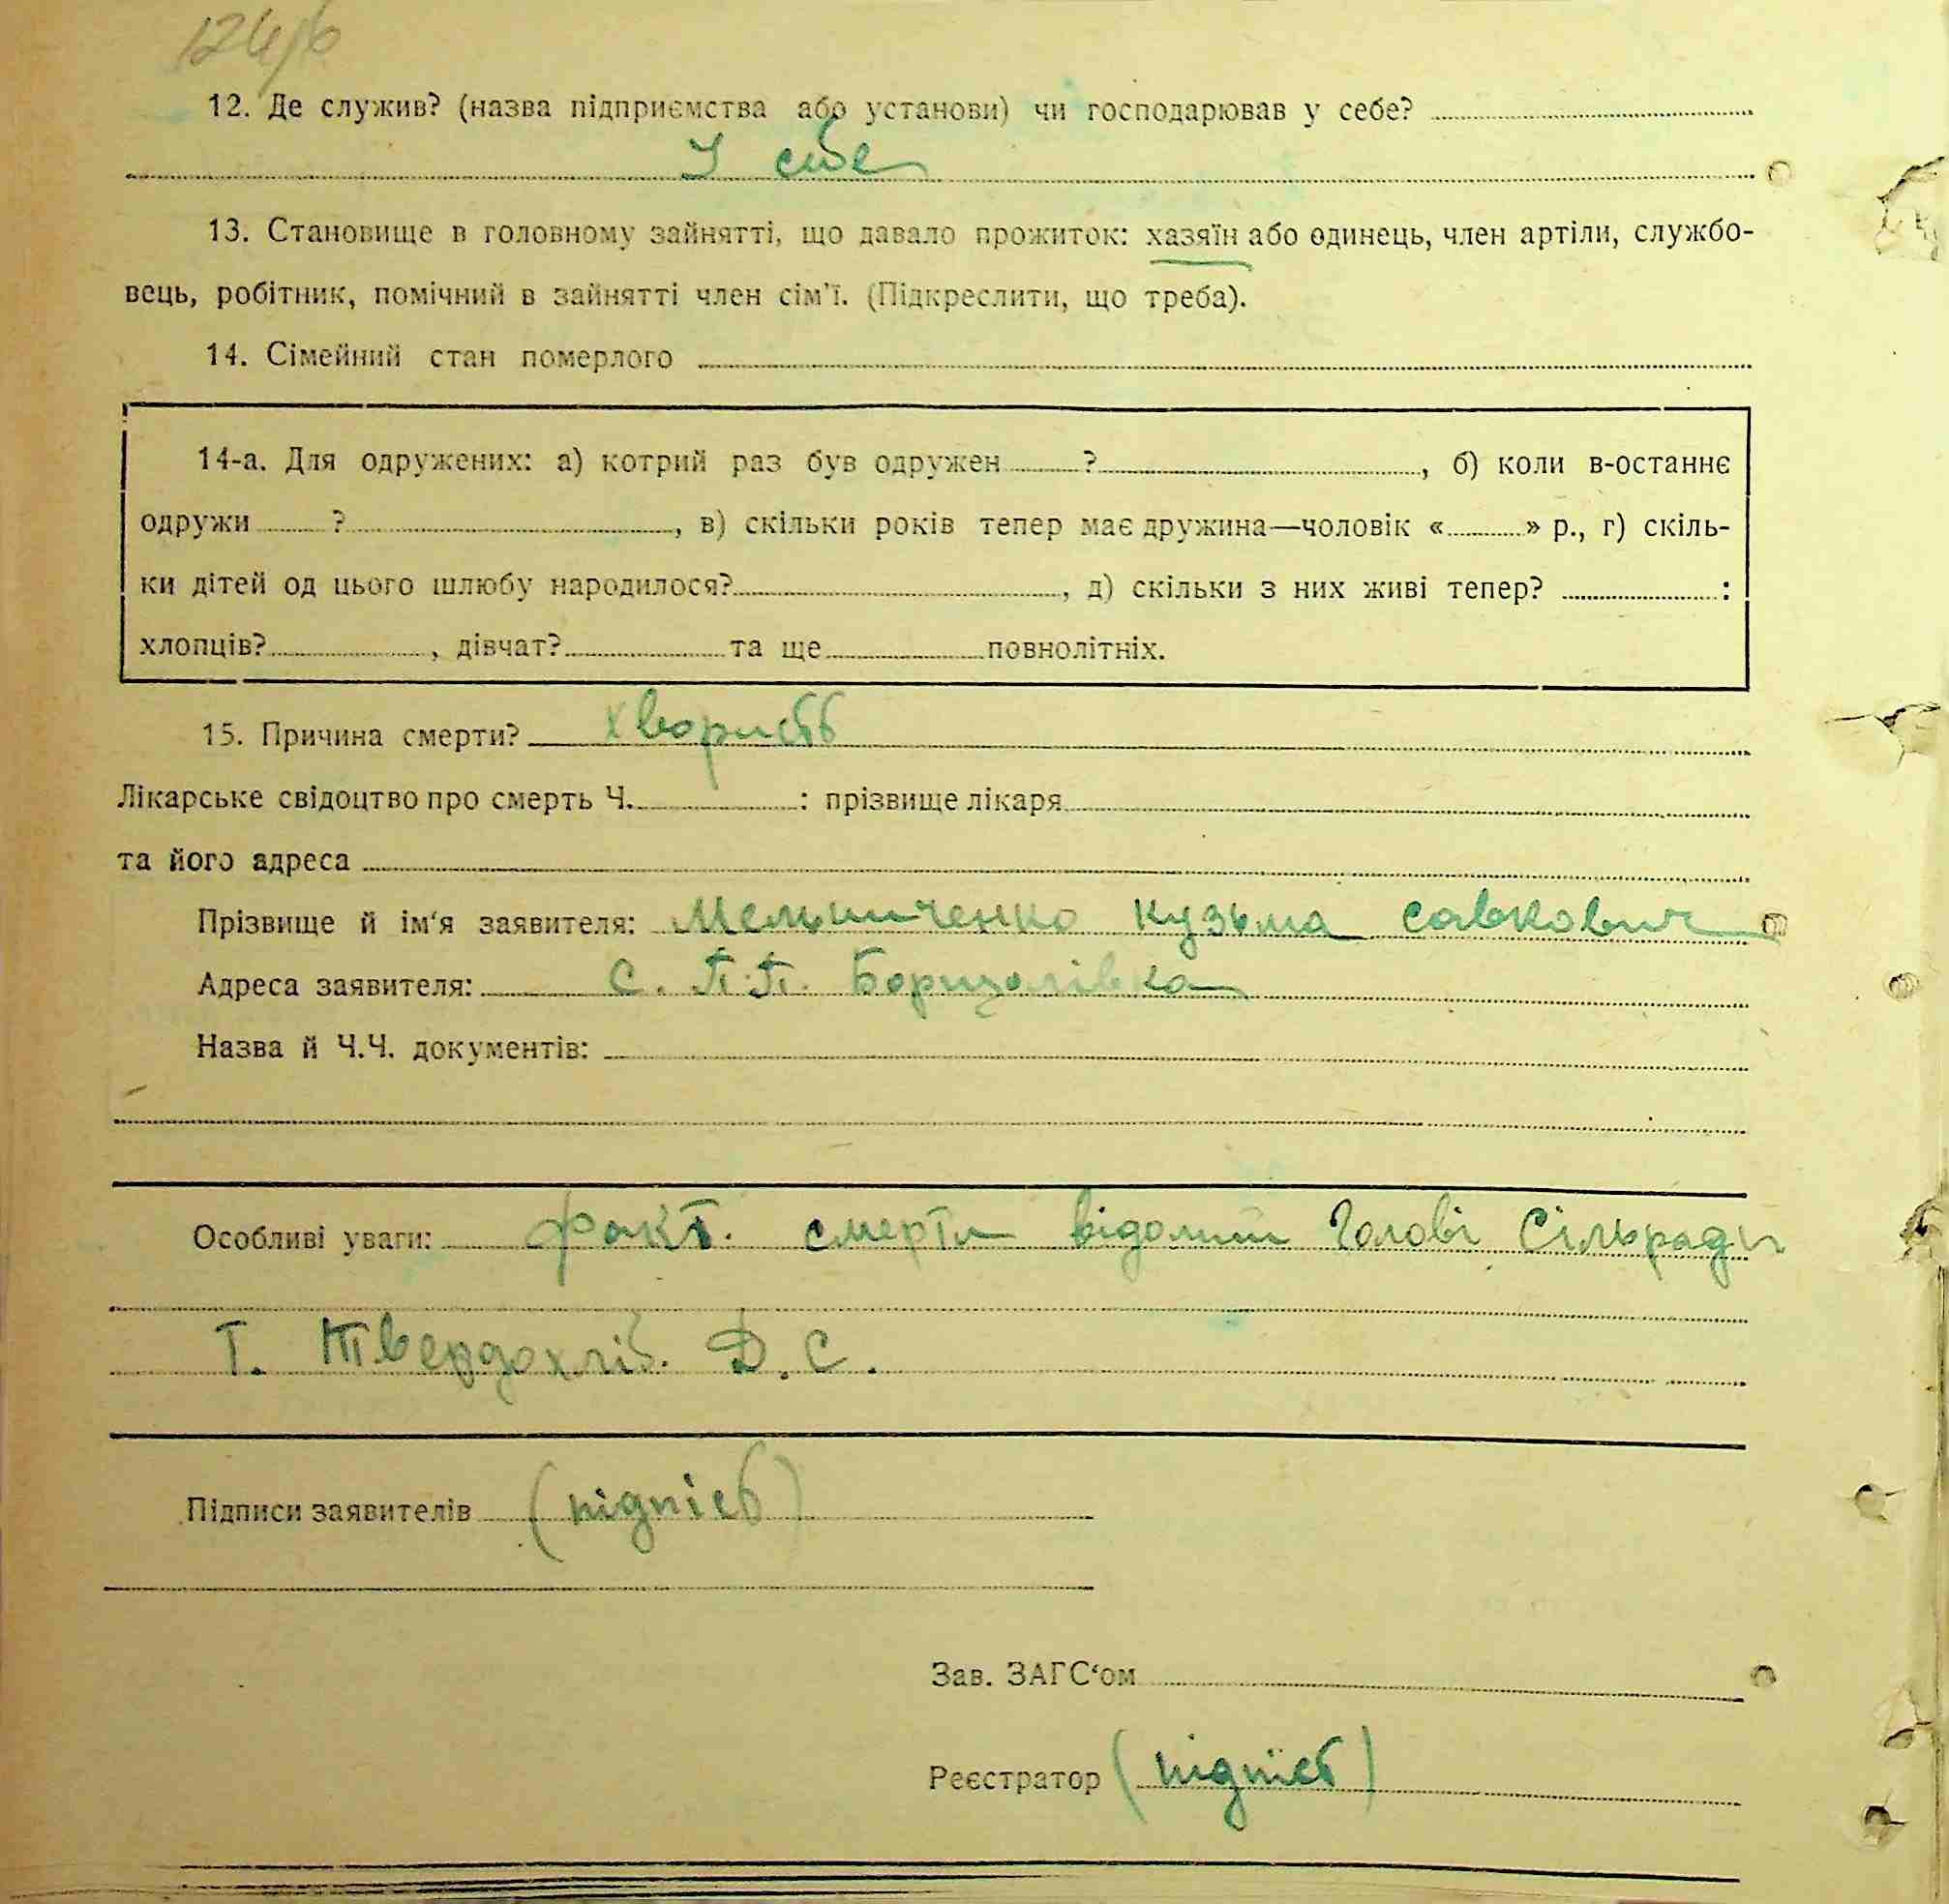 124/б
12. Де служив? (назва підприємства або установи) чи господарював у себе?
У себе
13. Становище в головному зайнятті, що давало прожиток: хазяїн або одинець, член артіли, службо-
вець, робітник, помічний в зайнятті член сім'ї. (Підкреслити, що треба).
14. Сімейний стан померлого
14-а. Для одружених: а) котрий раз був одружен ? , б) коли в-останнє
одружи ? , в) скільки років тепер має дружина—чоловік « » р., г) скіль-
ки дітей од цього шлюбу народилося? , д) скільки з них живі тепер? :
хлопців? , дівчат? та ще повнолітніх.
15. Причина смерти?
Лікарське свідоцтво про смерть Ч. : прізвище лікаря
та його адреса
Прізвище й ім'я заявителя: Мельниченко кузьма савкович
Адреса заявителя: с. П.П.
Назва й Ч.Ч. документів:
Особливі уваги: факт. смерти відомий Голові Сільради
Т. Твердохліб. Д. С.
Підписи заявителів (підпісь)
Зав. ЗАГС'ом
Реєстратор (підпісь)